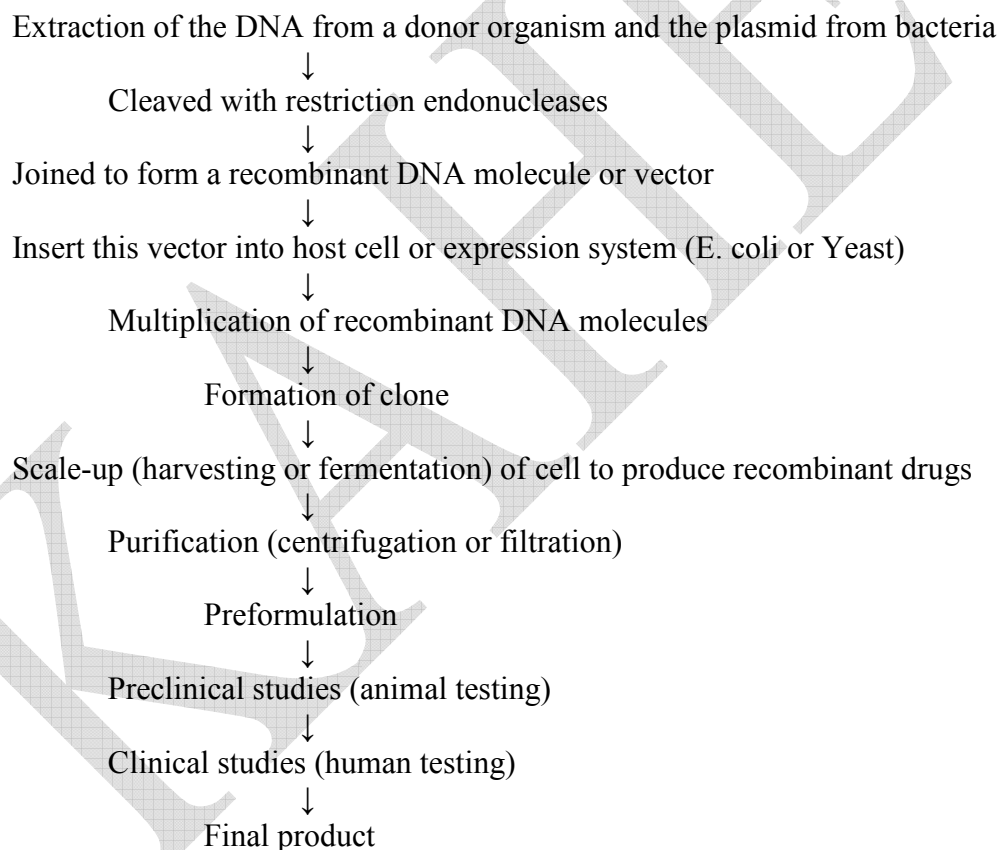 Extraction of the DNA from a donor organism and the plasmid from bacteria
↓
Cleaved with restriction endonucleases
↓
Joined to form a recombinant DNA molecule or vector
↓
Insert this vector into host cell or expression system (E. coli or Yeast)
↓
Multiplication of recombinant DNA molecules
↓
Formation of clone
↓
Scale-up (harvesting or fermentation) of cell to produce recombinant drugs
↓
Purification (centrifugation or filtration)
↓
Preformulation
↓
Preclinical studies (animal testing)
↓
Clinical studies (human testing)
↓
Final product
KAHE